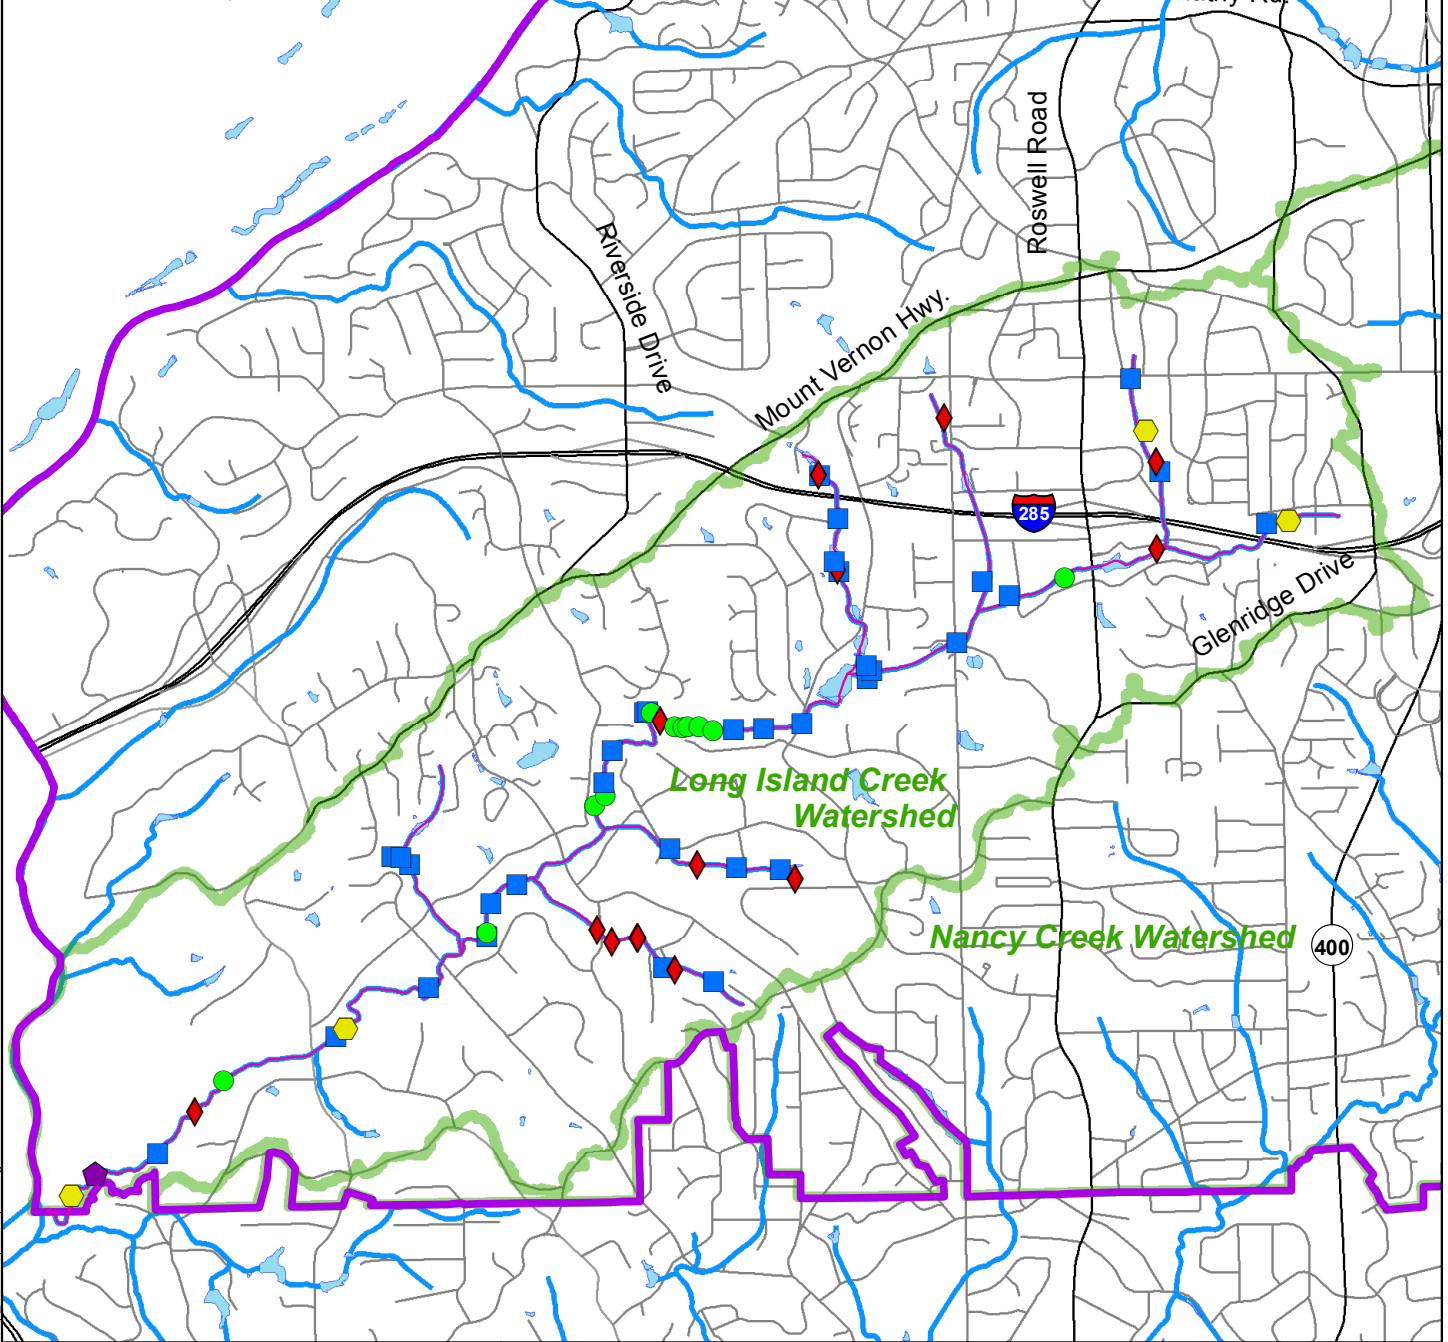 Roswell Road
Riverside Drive
Mount Vernon Hwy.
285
Glenridge Drive
Long Island Creek
Watershed
Nancy Creek Watershed
400